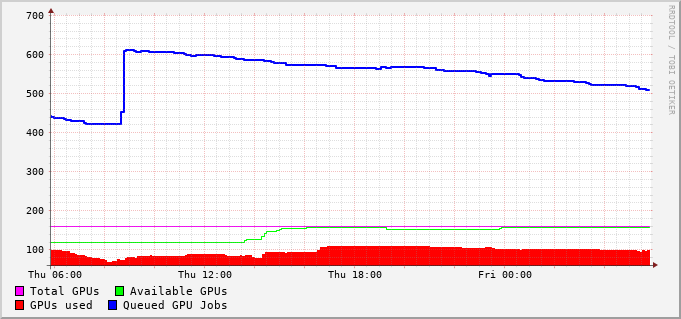 700
600
500
400
300
200
100
Thu 06:00 Thu 12:00 Thu 18:00 Fri 00:00
Total GPUs Available GPUs
GPUs used Queued GPU Jobs
RRDTOOL / TOBI OETIKER